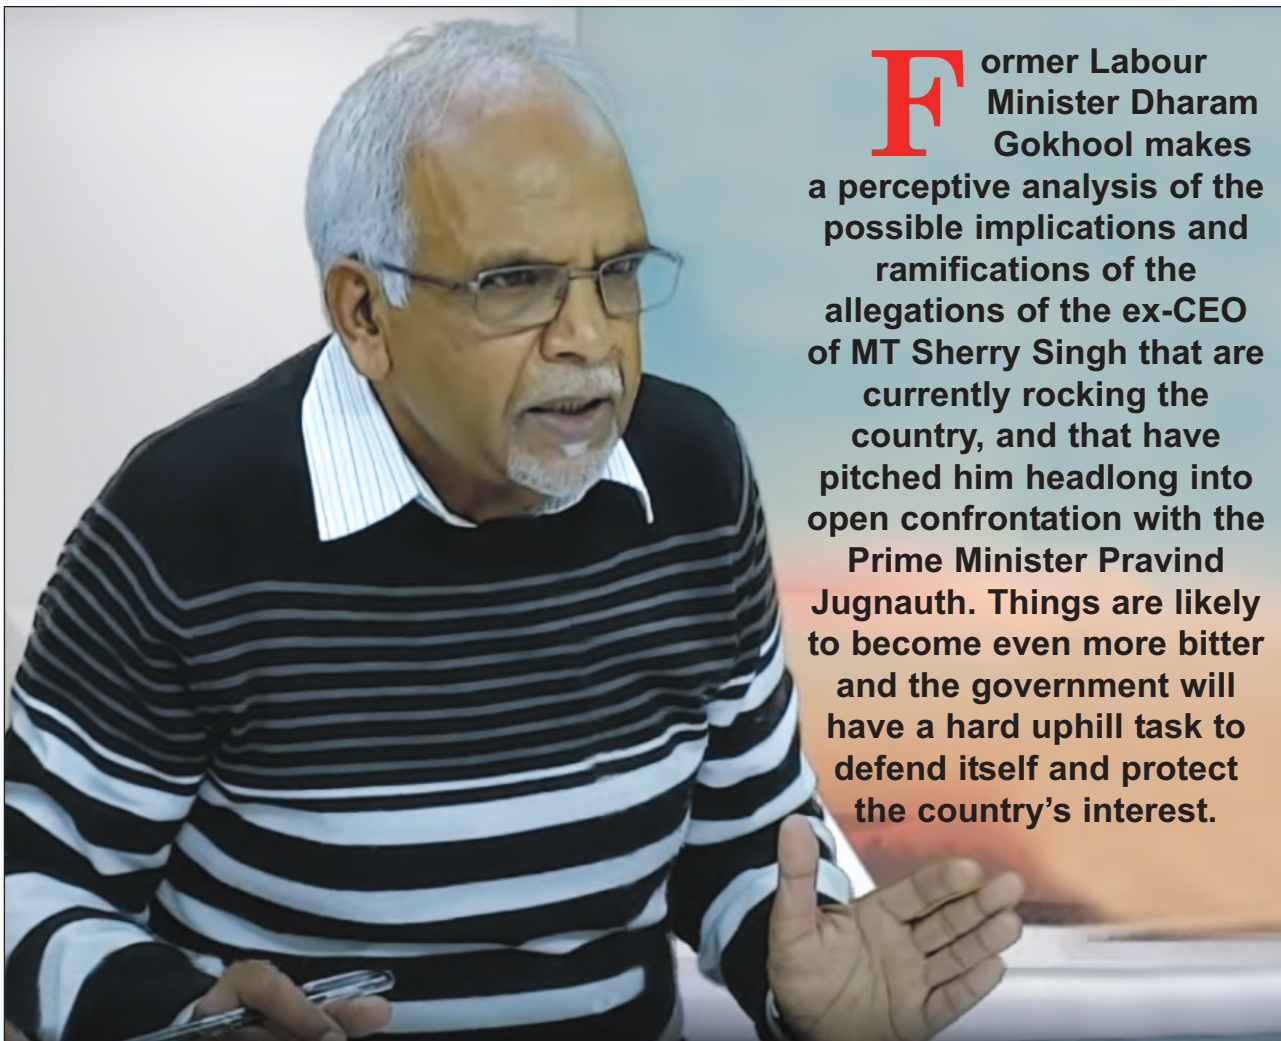 Former Labour
Minister Dharam
Gokhool makes
a perceptive analysis of the
possible implications and
ramifications of the
allegations of the ex-CEO
of MT Sherry Singh that are
currently rocking the
country, and that have
pitched him headlong into
open confrontation with the
Prime Minister Pravind
Jugnauth. Things are likely
to become even more bitter
and the government will
have a hard uphill task to
defend itself and protect
the country’s interest.